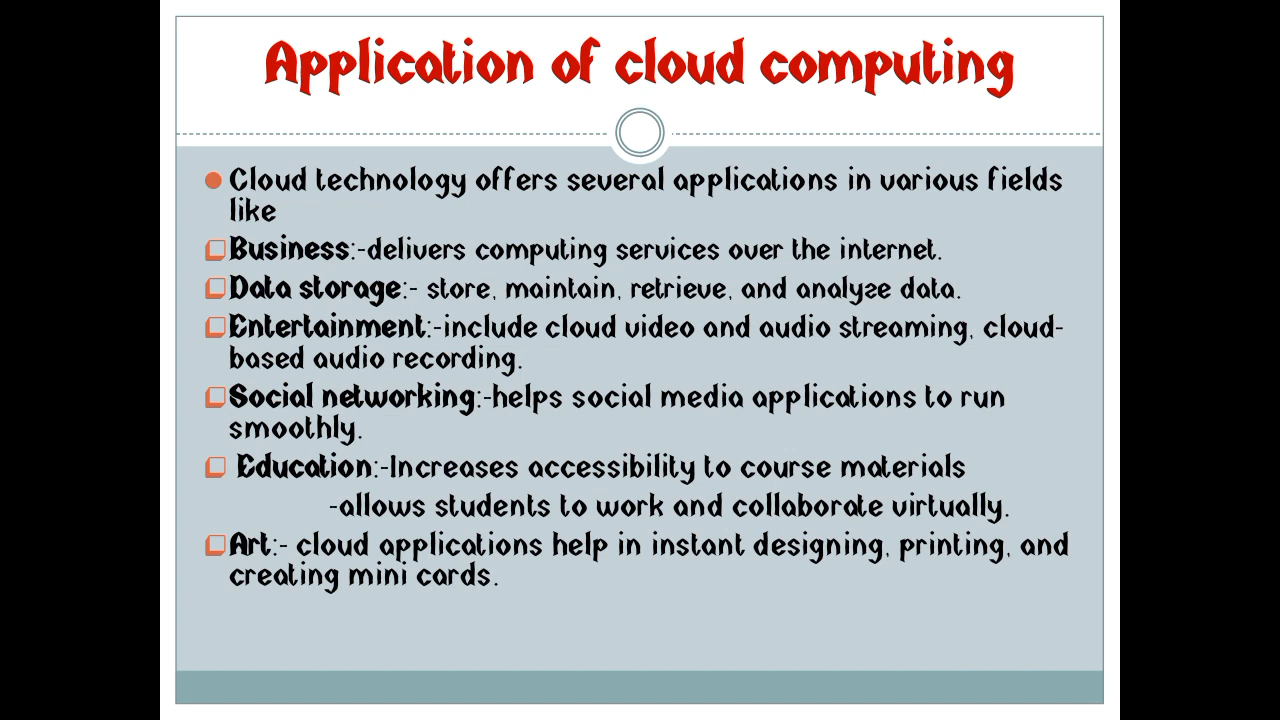 Application of cloud computing
Cloud technology offers several applications in various fields
like
Business:-delivers computing services over the internet.
Data storage:- store, maintain, retrieve, and analyze data.
Entertainment:-include cloud video and audio streaming, cloud-
based audio recording.
Social networking:-helps social media applications to run
smoothly.
Education:-Increases accessibility to course materials
-allows students to work and collaborate virtually.
Art:- cloud applications help in instant designing, printing, and
creating mini cards.